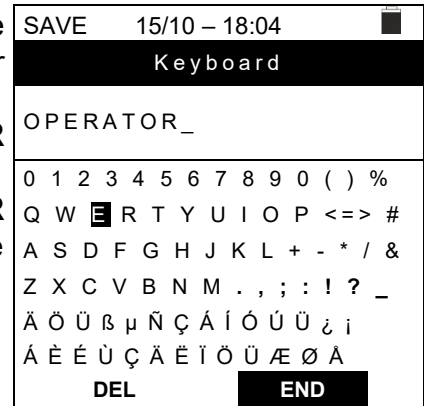 SAVE 15/10 – 18:04
Keyboard
OPERATOR_
0 1 2 3 4 5 6 7 8 9 0 ( ) %
Q W E R T Y U I O P < = > #
A S D F G H J K L + - * / &
Z X C V B N M . , ; : ! ? _
Ä Ö Ü ß µ Ñ Ç Á Í Ó Ú Ü ¿ ¡
Á È É Ù Ç Ä Ë Ï Ö Ü Æ Ø Å
DEL END